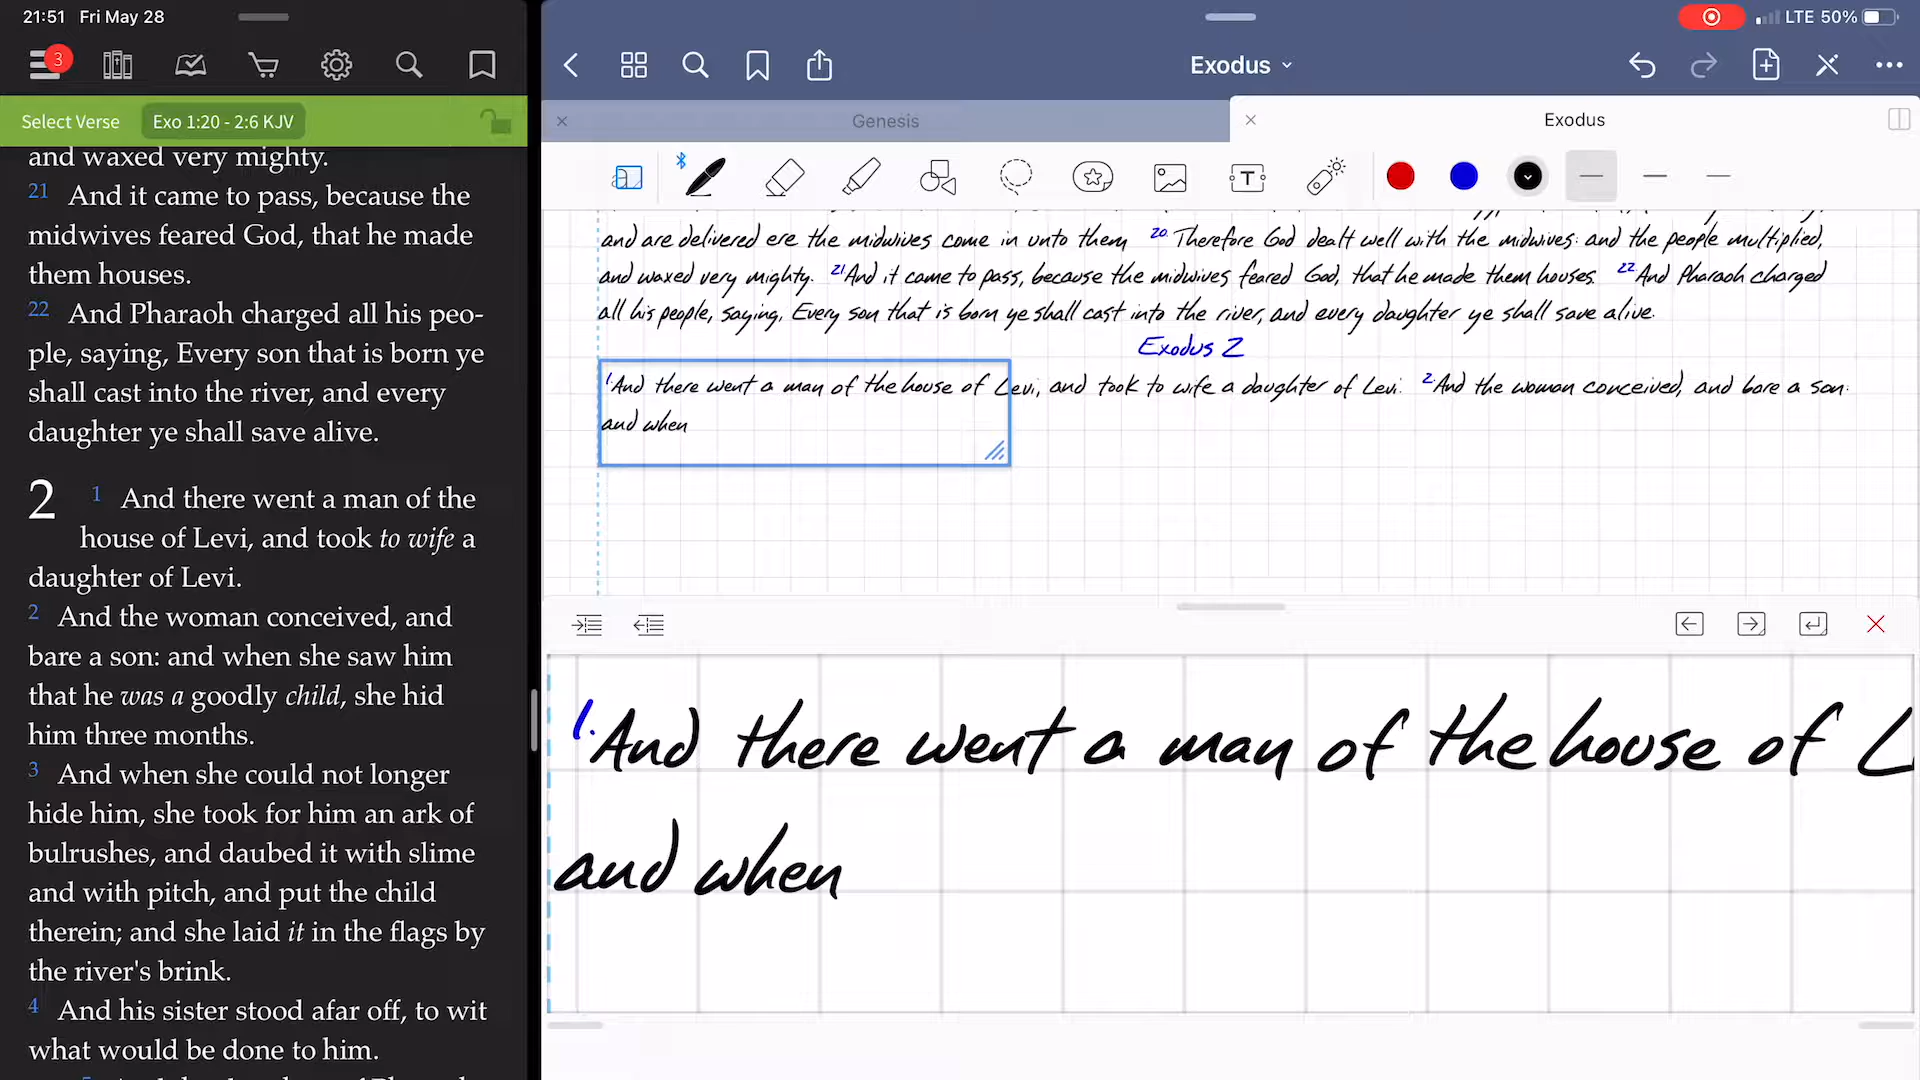 21:51 Fri May 28
LTE 50%
3
Exodus
Select Verse Exo 1:20 - 2:6 KJV
Genesis
Exodus
T
and waxed very mighty.
21 And it came to pass, because the
midwives feared God, that he made
them houses.
22 And Pharaoh charged all his peo-
ple, saying, Every son that is born ye
shall cast into the river, and every
daughter ye shall save alive.
2 1 And there went a man of the
house of Levi, and took to wife a
daughter of Levi.
2 And the woman conceived, and
bare a son: and when she saw him
that he was a goodly child, she hid
him three months.
3 And when she could not longer
hide him, she took for him an ark of
bulrushes, and daubed it with slime
and with pitch, and put the child
therein; and she laid it in the flags by
the river's brink.
4 And his sister stood afar off, to wit
what would be done to him.
and are delivered ere the midwives come in unto them 20. Therefore God dealt well with the midwives: and the people multiplied,
and waxed very mighty. 21 And it came to pass, because the midwives feared God, that he made them houses. 22. And Pharaoh charged
all his people, saying, Every son that is born ye shall cast into the river, and every daughter ye shall save alive.
Exodus 2
1. And there went a man of the house of Levi, and took to wife a daughter of Levi. 2. And the woman conceived, and bare a son:
and when
1. And there went a man of the house of L
and when